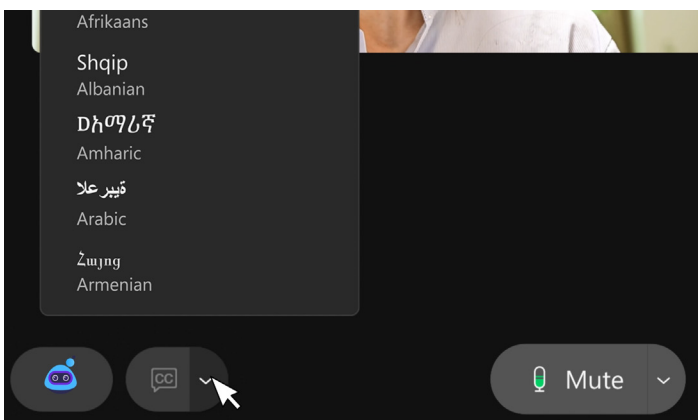 Afrikaans
Shqip
Albanian
Dአማሪኛ
Amharic
ةيبرعلا
Arabic
Հայոց
Armenian
CC
Mute